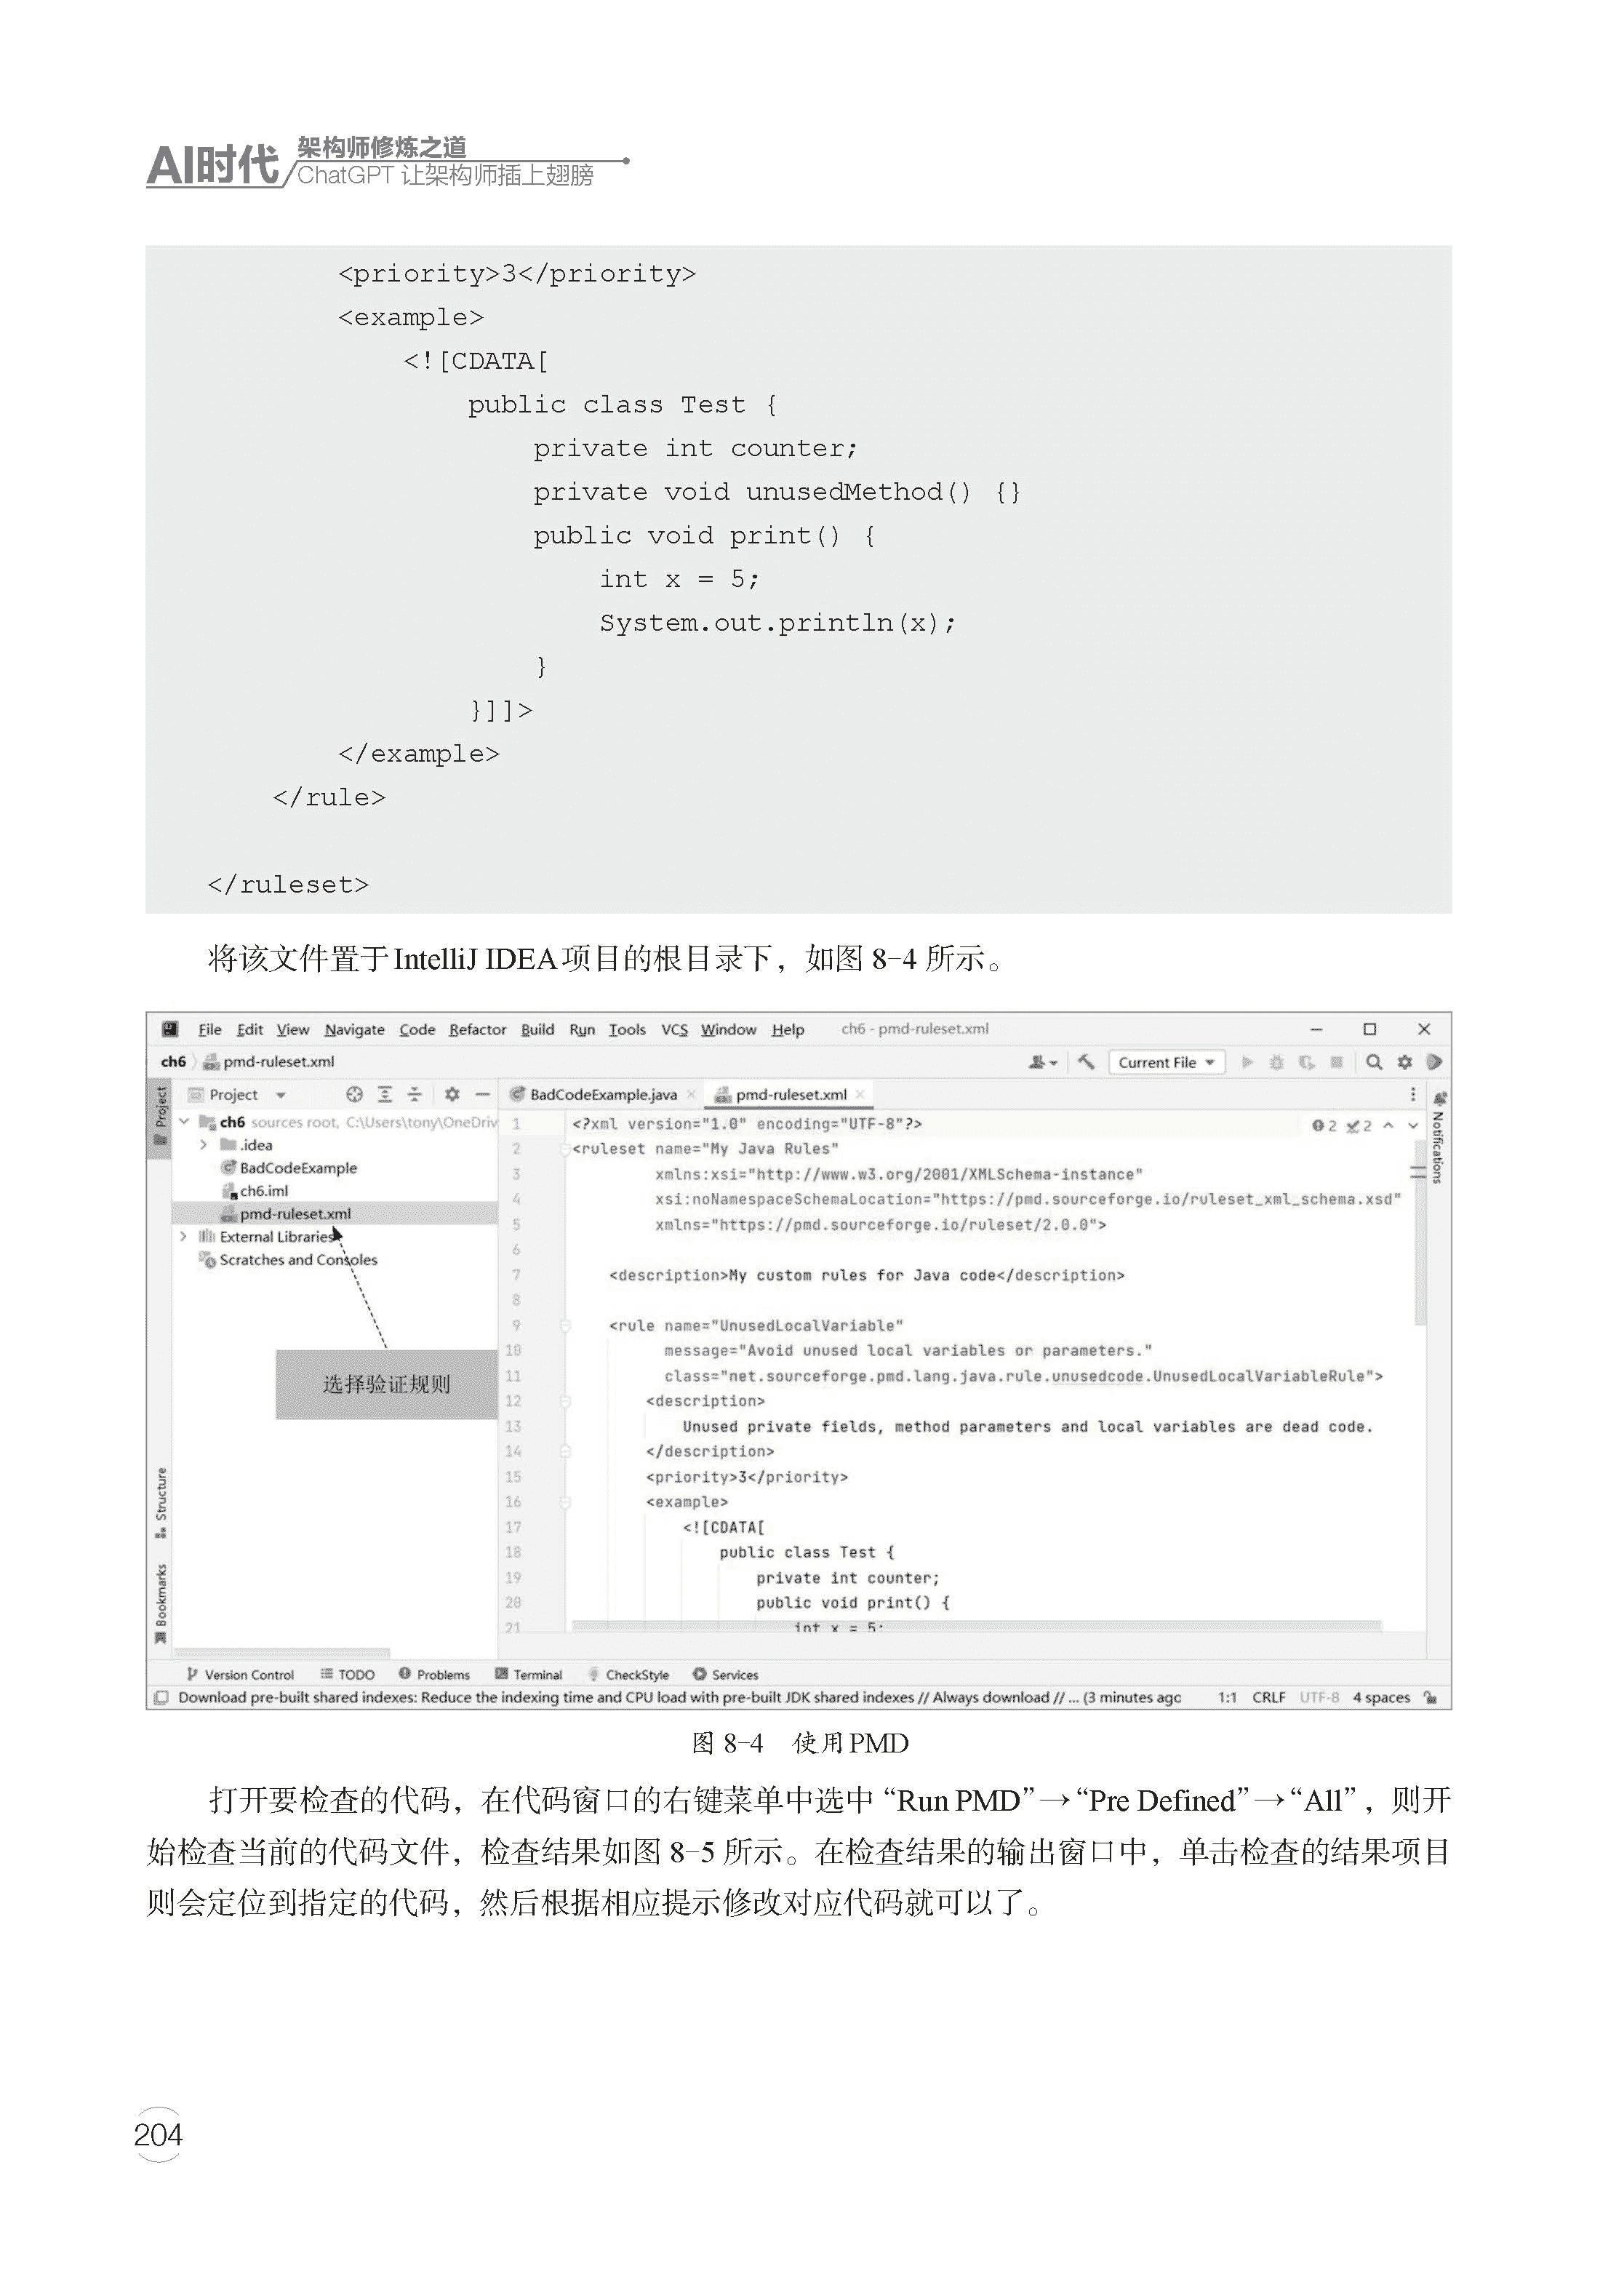 AI时代 架构师修炼之道
ChatGPT 让架构师插上翅膀
<priority>3</priority>
<example>
<![CDATA[
public class Test {
private int counter;
private void unusedMethod() {}
public void print() {
int x = 5;
System.out.println(x);
}
}]]>
</example>
</rule>
</ruleset>
将该文件置于IntelliJ IDEA项目的根目录下，如图 8-4 所示。
File Edit View Navigate Code Refactor Build Run Tools VCS Window Help ch6 - pmd-ruleset.xml
ch6 pmd-ruleset.xml Current File
Project
Project
BadCodeExample.java pmd-ruleset.xml
ch6 sources root, C:\Users\tony\OneDriv
.idea
BadCodeExample
ch6.iml
pmd-ruleset.xml
External Libraries
Scratches and Consoles
选择验证规则
1 <?xml version="1.0" encoding="UTF-8"?> 2 2
2 <ruleset name="My Java Rules"
3 xmlns:xsi="http://www.w3.org/2001/XMLSchema-instance"
4 xsi:noNamespaceSchemaLocation="https://pmd.sourceforge.io/ruleset_xml_schema.xsd"
5 xmlns="https://pmd.sourceforge.io/ruleset/2.0.0">
6
7 <description>My custom rules for Java code</description>
8
9 <rule name="UnusedLocalVariable"
10 message="Avoid unused local variables or parameters."
11 class="net.sourceforge.pmd.lang.java.rule.unusedcode.UnusedLocalVariableRule">
12 <description>
13 Unused private fields, method parameters and local variables are dead code.
14 </description>
15 <priority>3</priority>
16 <example>
17 <![CDATA[
18 public class Test {
19 private int counter;
20 public void print() {
21 int x = 5;
Notifications
Structure
Bookmarks
Version Control TODO Problems Terminal CheckStyle Services
Download pre-built shared indexes: Reduce the indexing time and CPU load with pre-built JDK shared indexes // Always download // ... (3 minutes agc 1:1 CRLF UTF-8 4 spaces
图 8-4 使用PMD
打开要检查的代码，在代码窗口的右键菜单中选中 “Run PMD”→“Pre Defined”→“All”，则开
始检查当前的代码文件，检查结果如图 8-5 所示。在检查结果的输出窗口中，单击检查的结果项目
则会定位到指定的代码，然后根据相应提示修改对应代码就可以了。
204